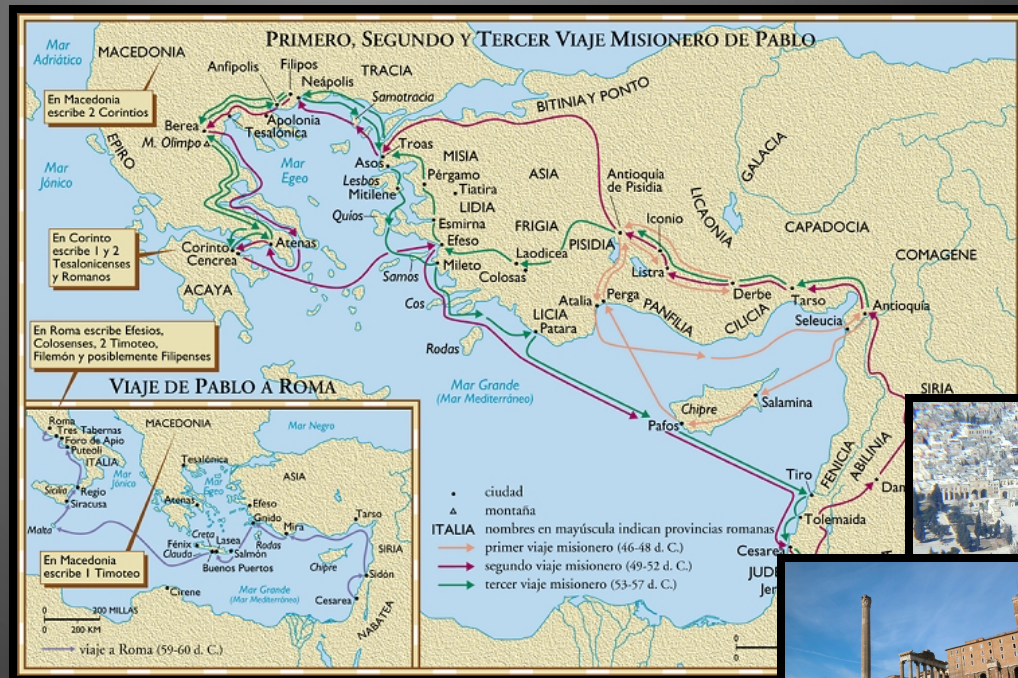 PRIMERO, SEGUNDO Y TERCER VIAJE MISIONERO DE PABLO
Mar
Adriático
MACEDONIA
Anfipolis
Filipos
Neápolis
TRACIA
Samotracia
BITINIA Y PONTO
En Macedonia
escribe 2 Corintios
Berea
Apolonia
Tesalónica
M. Olimpo
EPIRO
Mar
Jónico
Mar
Egeo
Troas
Asos
MISIA
Lesbos
Mitilene
Pérgamo
Tiatira
LIDIA
ASIA
Antioquía
de Pisidia
GALACIA
LICAONIA
CAPADOCIA
COMAGENE
Quíos
Esmirna
FRIGIA
Iconio
Efeso
Laodicea
PISIDIA
En Corinto
escribe 1 y 2
Tesalonicenses
y Romanos
Corinto
Cencrea
Atenas
Samos
Mileto
Colosas
Listra
Derbe
Tarso
Antioquía
ACAYA
Cos
Atalia
Perga
PANFILIA
CILICIA
Seleucia
LICIA
Patara
Rodas
En Roma escribe Efesios,
Colosenses, 2 Timoteo,
Filemón y posiblemente Filipenses
VIAJE DE PABLO A ROMA
Mar Grande
(Mar Mediterráneo)
Chipre
Salamina
Pafos
SIRIA
FENICIA
ABILINIA
Tiro
Dam
Tolemaida
Cesarea
JUDE
Jer
A
ciudad
montaña
ITALIA nombres en mayúscula indican provincias romanas
primer viaje misionero (46-48 d. C.)
segundo viaje misionero (49-52 d. C.)
tercer viaje misionero (53-57 d. C.)
0
Roma
Tres Tabernas
Foro de Apio
Puteoli
ITALIA
MACEDONIA
Mar Negro
Mar
Jónico
Tesalónica
Mar
Egeo
ASIA
Sicilia
Regio
Siracusa
Atenas
Efeso
Gnido
Mira
Tarso
Malta
Creta
Fénix
Clauda
Lasea
Salmón
Buenos Puertos
Rodas
Chipre
SIRIA
Sidón
En Macedonia
escribe 1 Timoteo
Cirene
Mar Grande
(Mar Mediterráneo)
Cesarea
NABATEA
0 200 MILLAS
0 200 KM
viaje a Roma (59-60 d. C.)